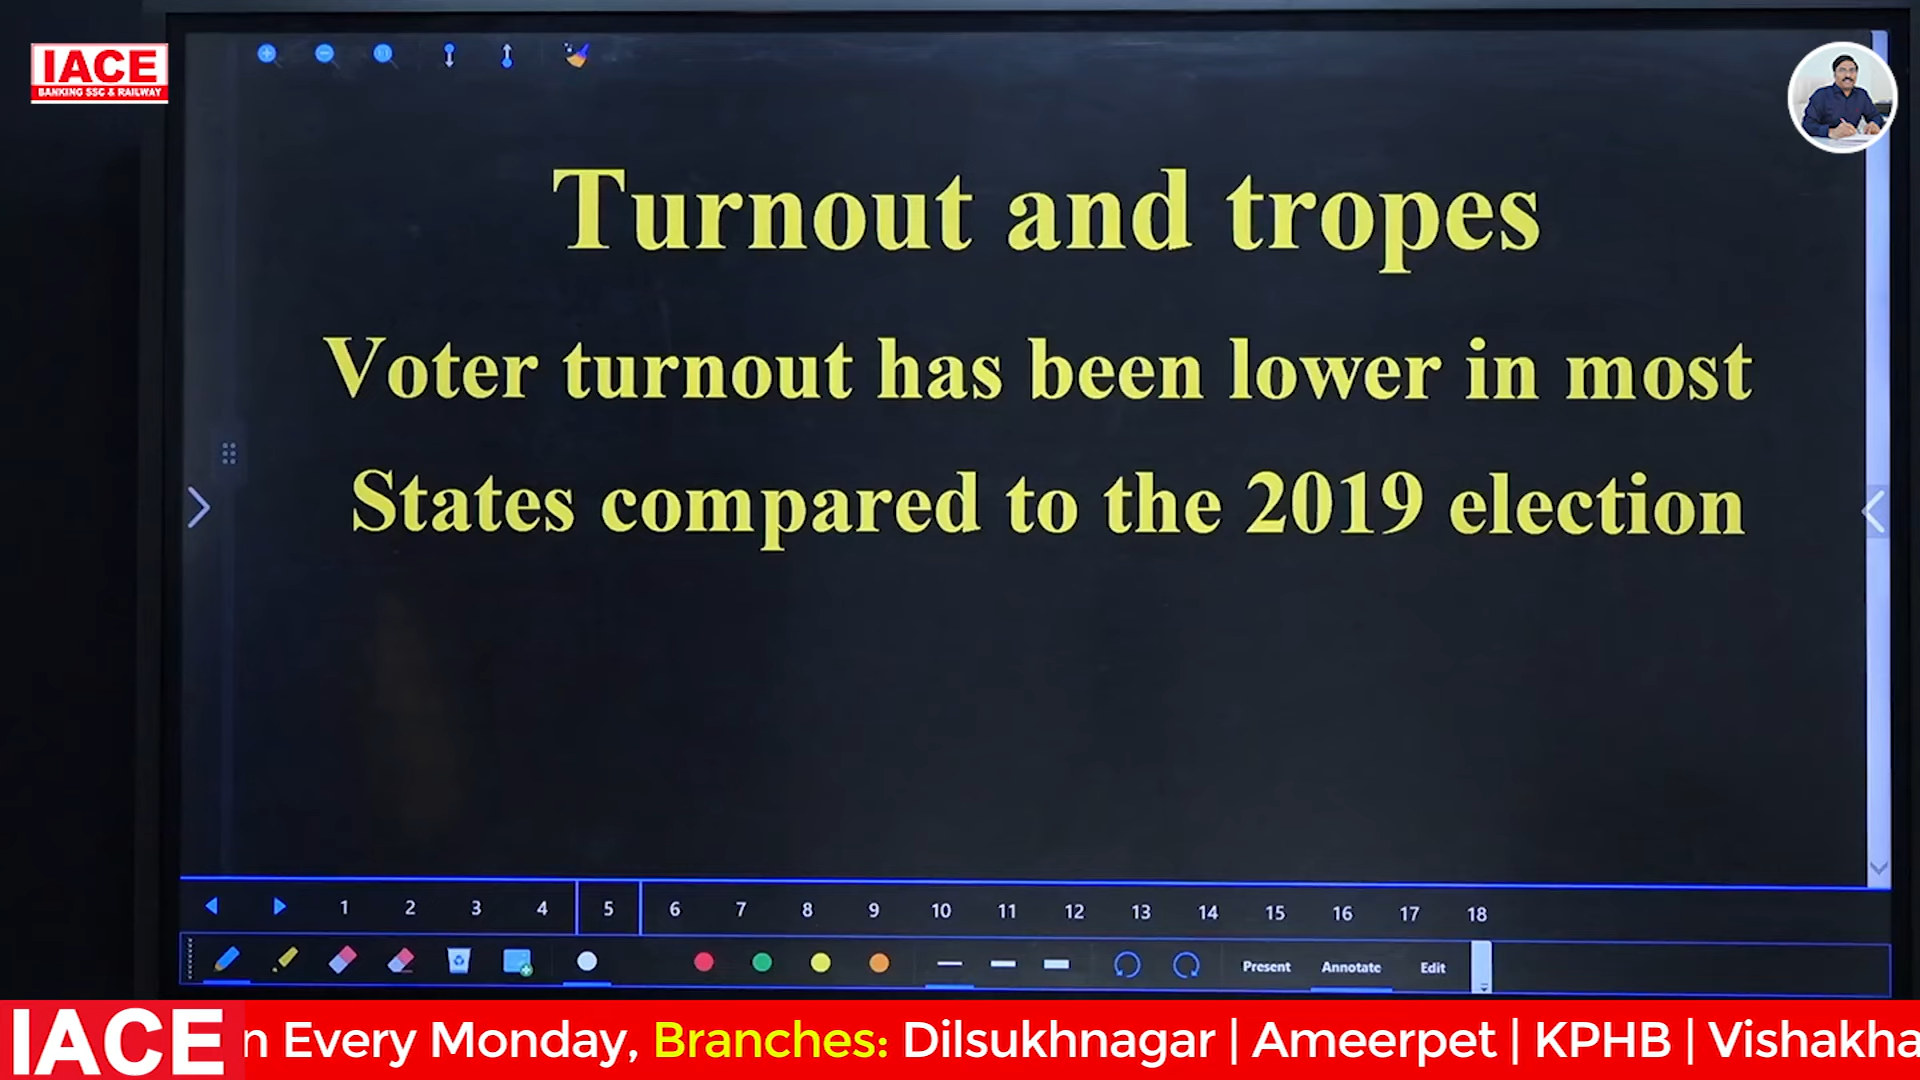 IACE
BANKING SSC & RAILWAY
Turnout and tropes
Voter turnout has been lower in most
States compared to the 2019 election
1 2 3 4 5 6 7 8 9 10 11 12 13 14 15 16 17 18
Present Annotate Edit
IACE n Every Monday, Branches: Dilsukhnagar | Ameerpet | KPHB | Vishakha